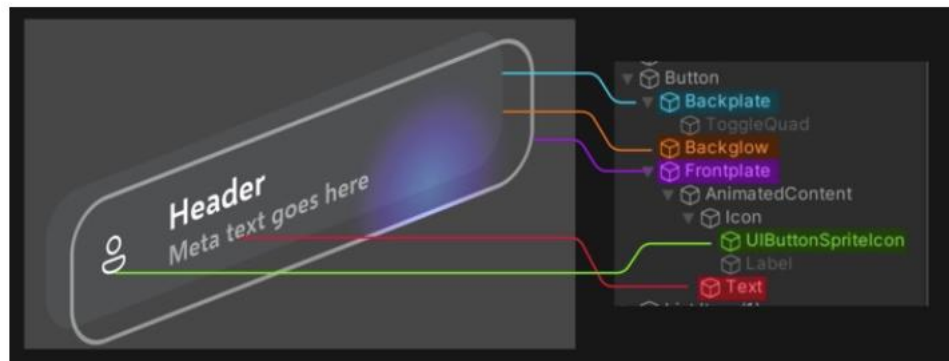 Header
Meta text goes here
Button
Backplate
ToggleQuad
Backglow
Frontplate
AnimatedContent
Icon
UIButtonSpriteIcon
Label
Text